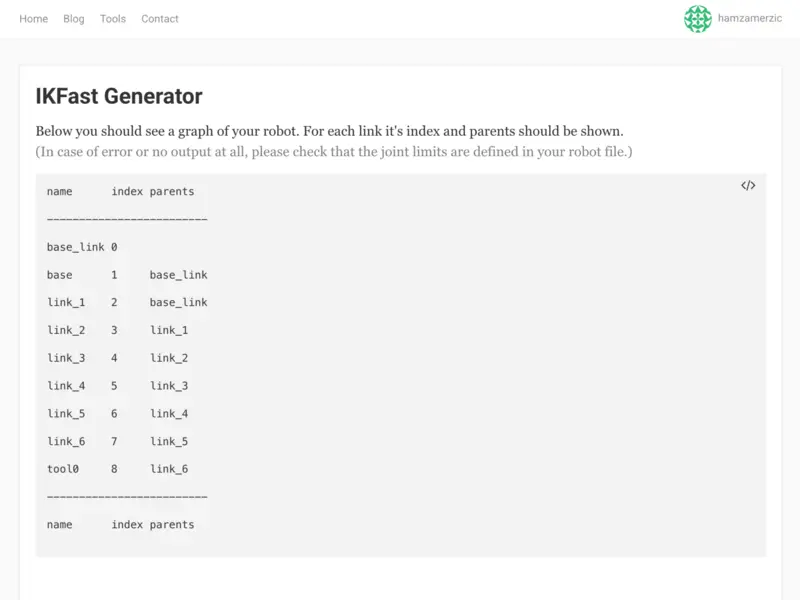 Home Blog Tools Contact hamzamerzic
IKFast Generator
Below you should see a graph of your robot. For each link it's index and parents should be shown.
(In case of error or no output at all, please check that the joint limits are defined in your robot file.)
</>
name index parents
-------------------------
base_link 0
base 1 base_link
link_1 2 base_link
link_2 3 link_1
link_3 4 link_2
link_4 5 link_3
link_5 6 link_4
link_6 7 link_5
tool0 8 link_6
-------------------------
name index parents